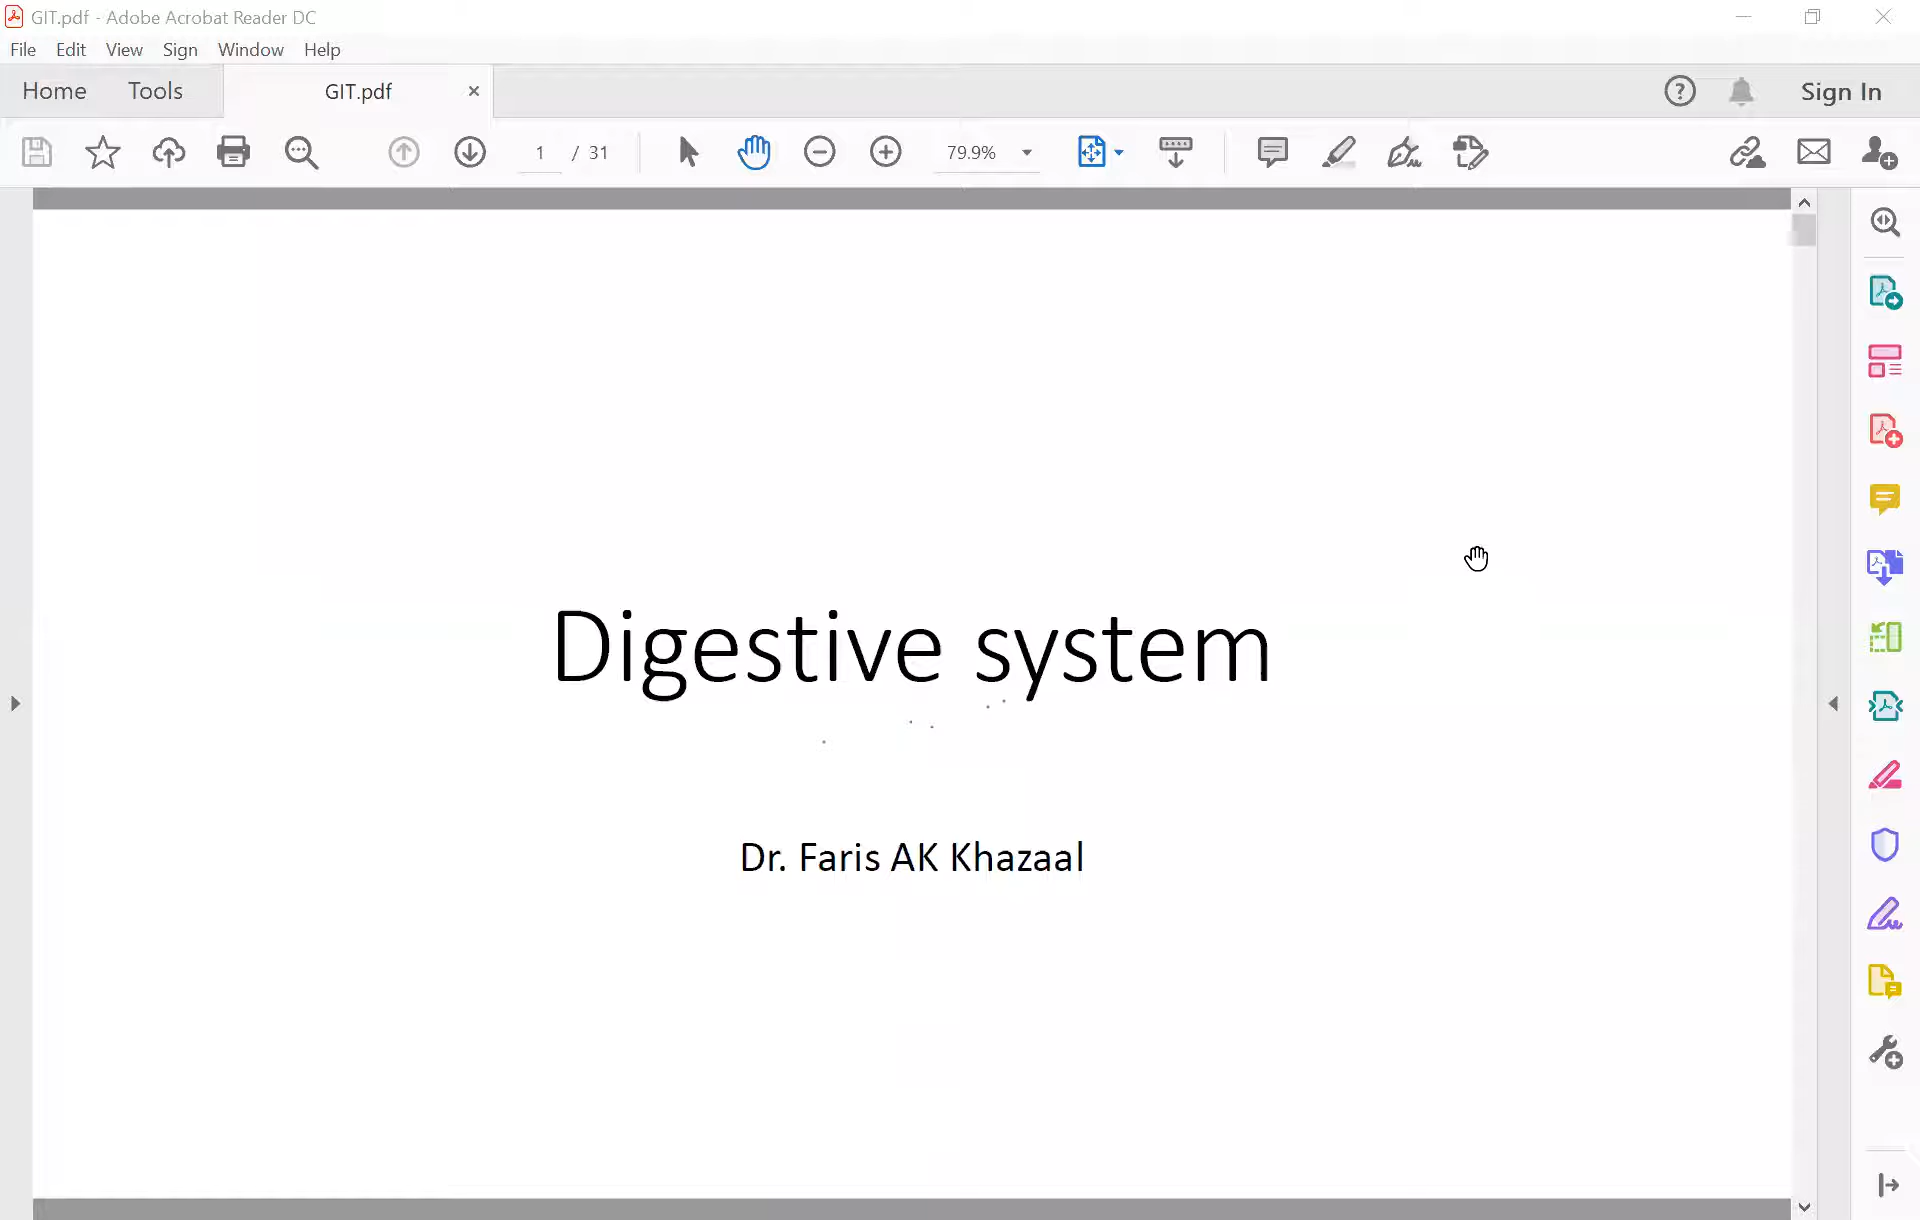 GIT.pdf - Adobe Acrobat Reader DC
File Edit View Sign Window Help
Home Tools GIT.pdf × Sign In
1 / 31 79.9%
Digestive system
Dr. Faris AK Khazaal